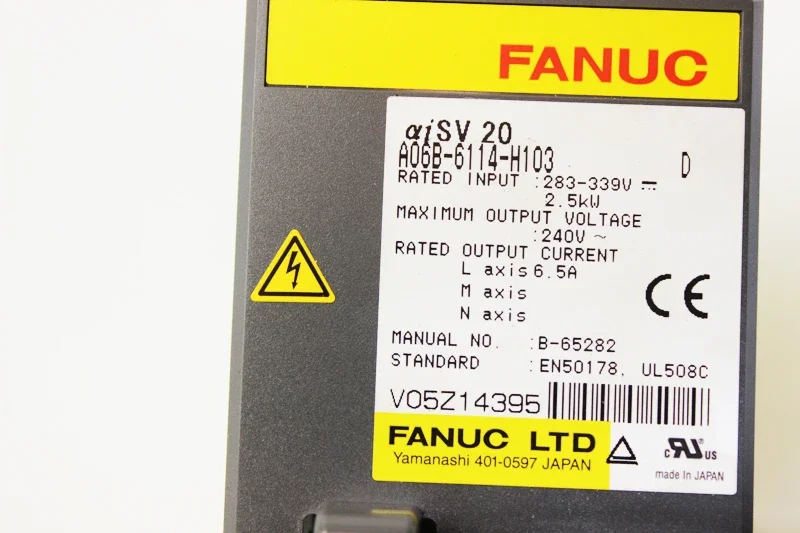 FANUC
αiSV 20
A06B-6114-H103 D
RATED INPUT :283-339V ⎓
2.5kW
MAXIMUM OUTPUT VOLTAGE
:240V ~
RATED OUTPUT CURRENT
L axis 6.5A
M axis
N axis
CE
MANUAL NO. :B-65282
STANDARD :EN50178, UL508C
V05Z14395
FANUC LTD
Yamanashi 401-0597 JAPAN
c RU US
made in JAPAN